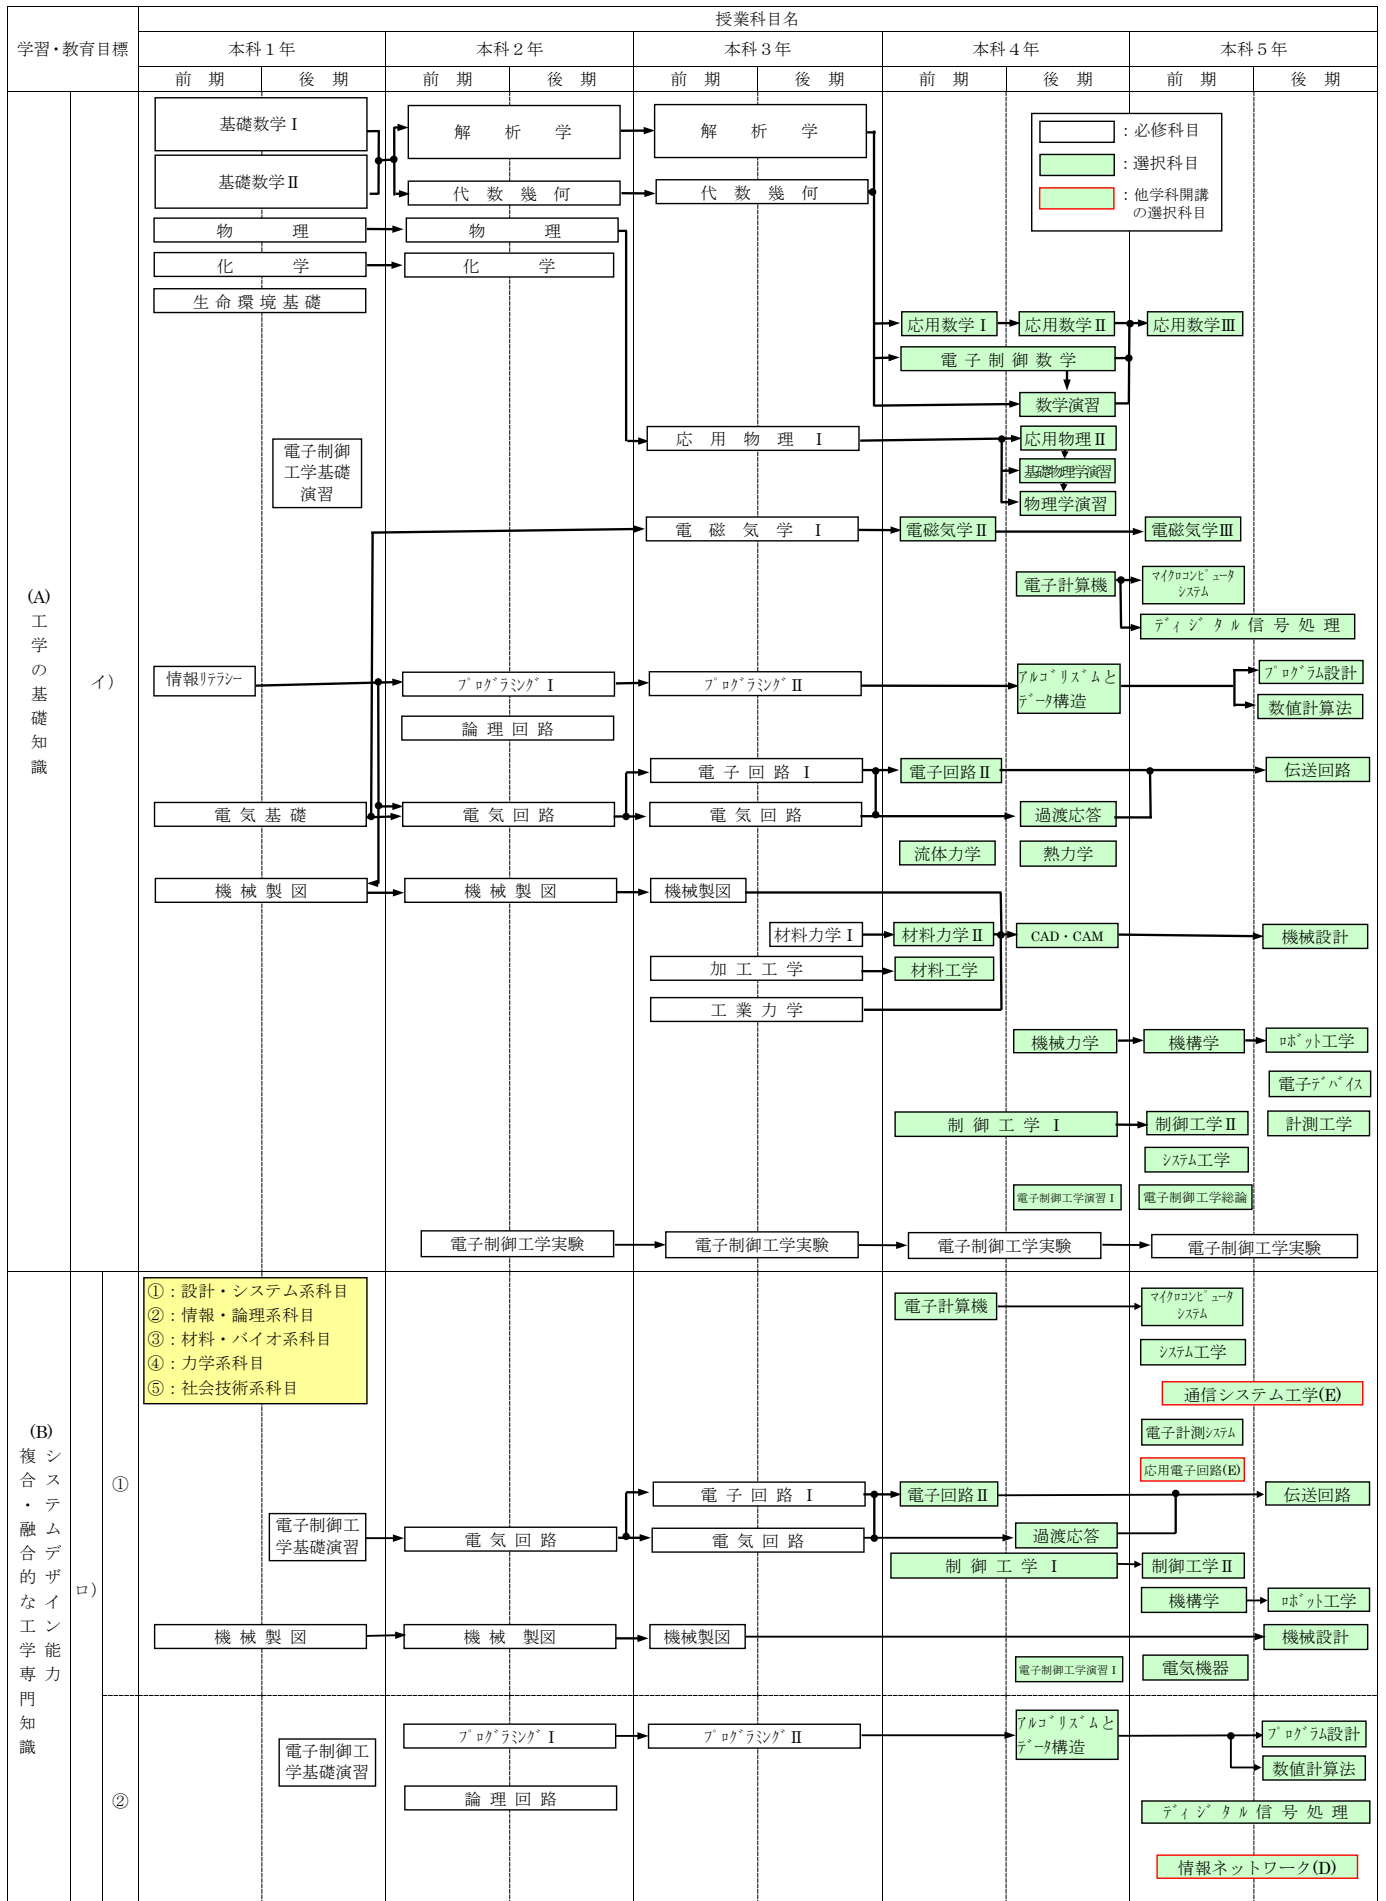 授業科目名
学習・教育目標
本科１年
本科２年
本科３年
本科４年
本科５年
前　期
後　期
前　期
後　期
前　期
後　期
前　期
後　期
前　期
後　期
(A)
工学の基礎知識
イ）
基礎数学Ⅰ
解　析　学
解　析　学
：必修科目
：選択科目
：他学科開講
の選択科目
基礎数学Ⅱ
代 数 幾 何
代 数 幾 何
物　　理
物　　理
化　　学
化　　学
生 命 環 境 基 礎
応用数学Ⅰ
応用数学Ⅱ
応用数学Ⅲ
電 子 制 御 数 学
数学演習
電子制御
工学基礎
演習
応 用 物 理 Ⅰ
応用物理Ⅱ
基礎物理学演習
物理学演習
電 磁 気 学 Ⅰ
電磁気学Ⅱ
電磁気学Ⅲ
電子計算機
ﾏｲｸﾛｺﾝﾋﾟｭｰﾀ
ｼｽﾃﾑ
ﾃﾞｨｼﾞﾀﾙ 信 号 処 理
情報ﾘﾃﾗｼｰ
ﾌﾟﾛｸﾞﾗﾐﾝｸﾞⅠ
ﾌﾟﾛｸﾞﾗﾐﾝｸﾞⅡ
ｱﾙｺﾞﾘｽﾞﾑと
ﾃﾞｰﾀ構造
ﾌﾟﾛｸﾞﾗﾑ設計
数値計算法
論 理 回 路
電 子 回 路 Ⅰ
電子回路Ⅱ
伝送回路
電 気 基 礎
電 気 回 路
電 気 回 路
過渡応答
流体力学
熱力学
機 械 製 図
機 械 製 図
機械製図
材料力学Ⅰ
材料力学Ⅱ
CAD・CAM
機械設計
加 工 工 学
材料工学
工 業 力 学
機械力学
機構学
ﾛﾎﾞｯﾄ工学
電子ﾃﾞﾊﾞｲｽ
制 御 工 学 Ⅰ
制御工学Ⅱ
計測工学
ｼｽﾃﾑ工学
電子制御工学演習Ⅰ
電子制御工学総論
電子制御工学実験
電子制御工学実験
電子制御工学実験
電子制御工学実験
(B)
複合・融合的な工学専門知識
システムデザイン能力
ロ）
①
①：設計・システム系科目
②：情報・論理系科目
③：材料・バイオ系科目
④：力学系科目
⑤：社会技術系科目
電子計算機
ﾏｲｸﾛｺﾝﾋﾟｭｰﾀ
ｼｽﾃﾑ
ｼｽﾃﾑ工学
通信システム工学(E)
電子計測ｼｽﾃﾑ
応用電子回路(E)
電 子 回 路 Ⅰ
電子回路Ⅱ
伝送回路
電子制御工
学基礎演習
電 気 回 路
電 気 回 路
過渡応答
制 御 工 学 Ⅰ
制御工学Ⅱ
機構学
ﾛﾎﾞｯﾄ工学
機 械 製 図
機 械 製図
機械製図
機械設計
電子制御工学演習Ⅰ
電気機器
②
電子制御工
学基礎演習
ﾌﾟﾛｸﾞﾗﾐﾝｸﾞⅠ
ﾌﾟﾛｸﾞﾗﾐﾝｸﾞⅡ
ｱﾙｺﾞﾘｽﾞﾑと
ﾃﾞｰﾀ構造
ﾌﾟﾛｸﾞﾗﾑ設計
数値計算法
論 理 回 路
ﾃﾞｨｼﾞﾀﾙ 信 号 処 理
情報ネットワーク(D)